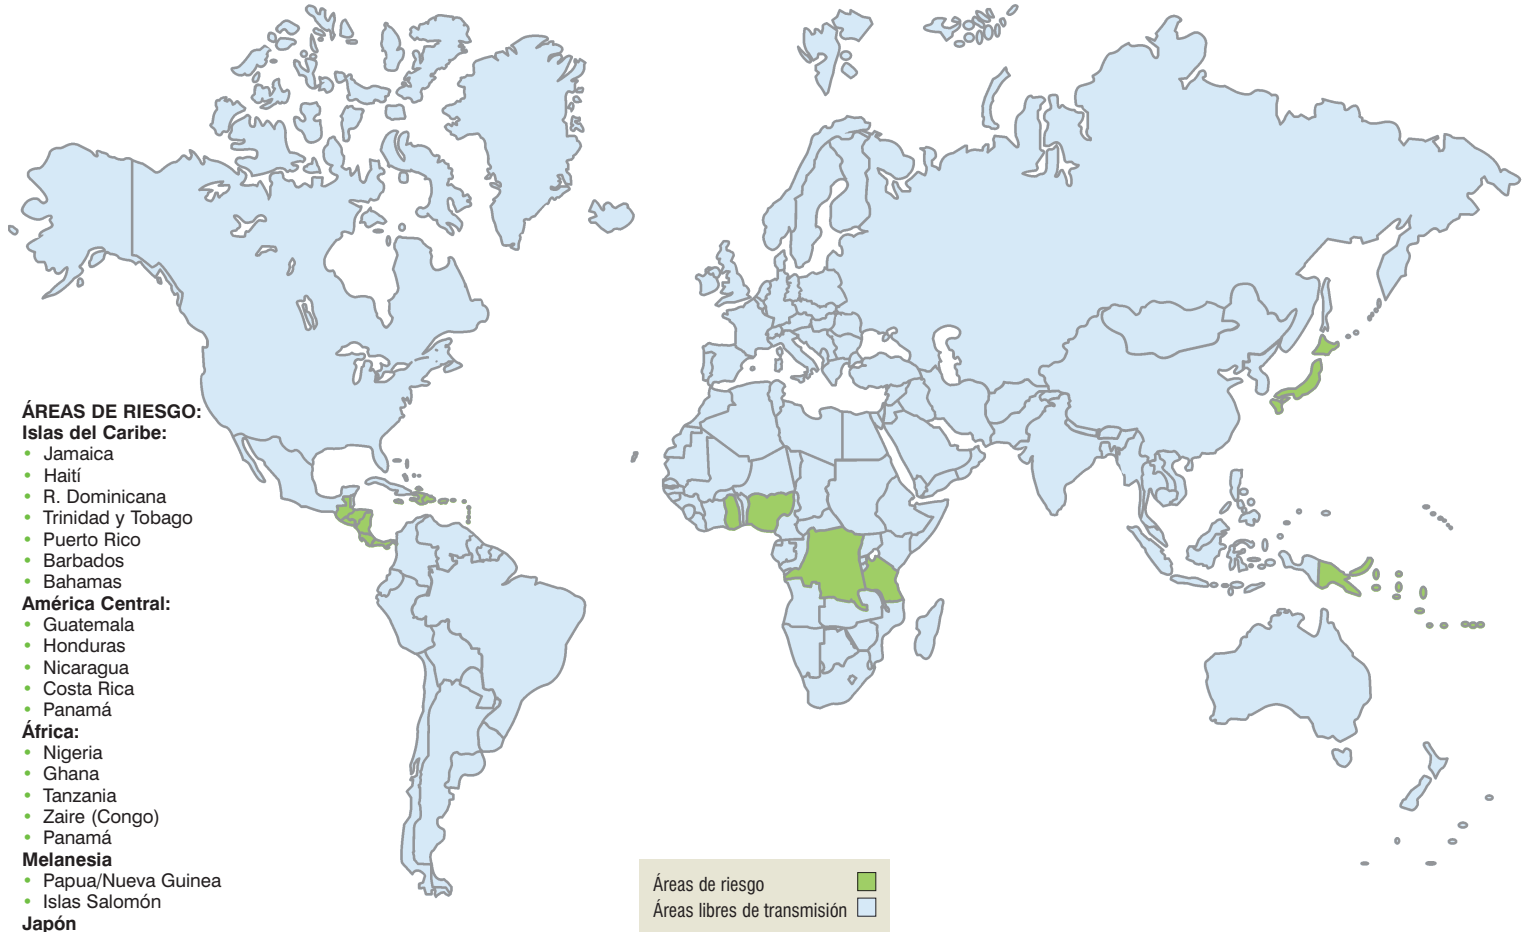 ÁREAS DE RIESGO:
Islas del Caribe:
• Jamaica
• Haití
• R. Dominicana
• Trinidad y Tobago
• Puerto Rico
• Barbados
• Bahamas
América Central:
• Guatemala
• Honduras
• Nicaragua
• Costa Rica
• Panamá
África:
• Nigeria
• Ghana
• Tanzania
• Zaire (Congo)
• Panamá
Melanesia
• Papua/Nueva Guinea
• Islas Salomón
Japón
Áreas de riesgo
Áreas libres de transmisión